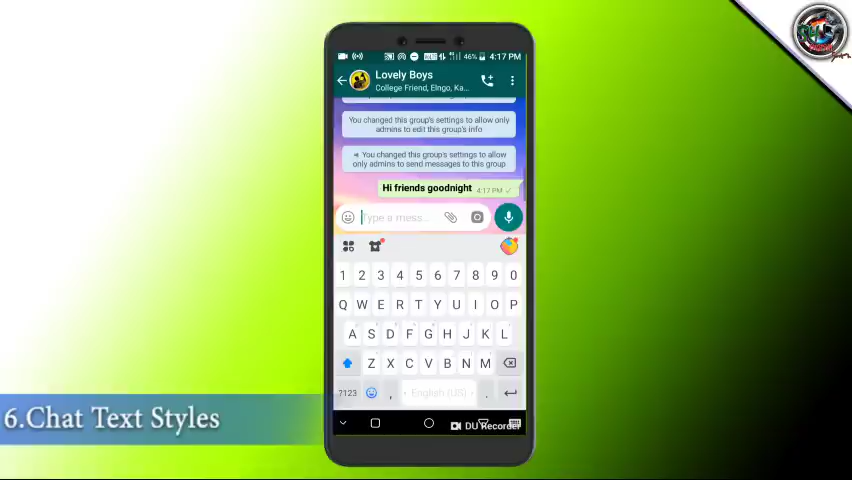 46% 4:17 PM
Lovely Boys
College Friend, Elngo, Ka...
You changed this group's settings to allow only
admins to edit this group's info
You changed this group's settings to allow
only admins to send messages to this group
Hi friends goodnight 4:17 PM
Type a mess...
1 2 3 4 5 6 7 8 9 0
Q W E R T Y U I O P
A S D F G H J K L
Z X C V B N M
?123 , English (US) .
DU Recorder
6.Chat Text Styles